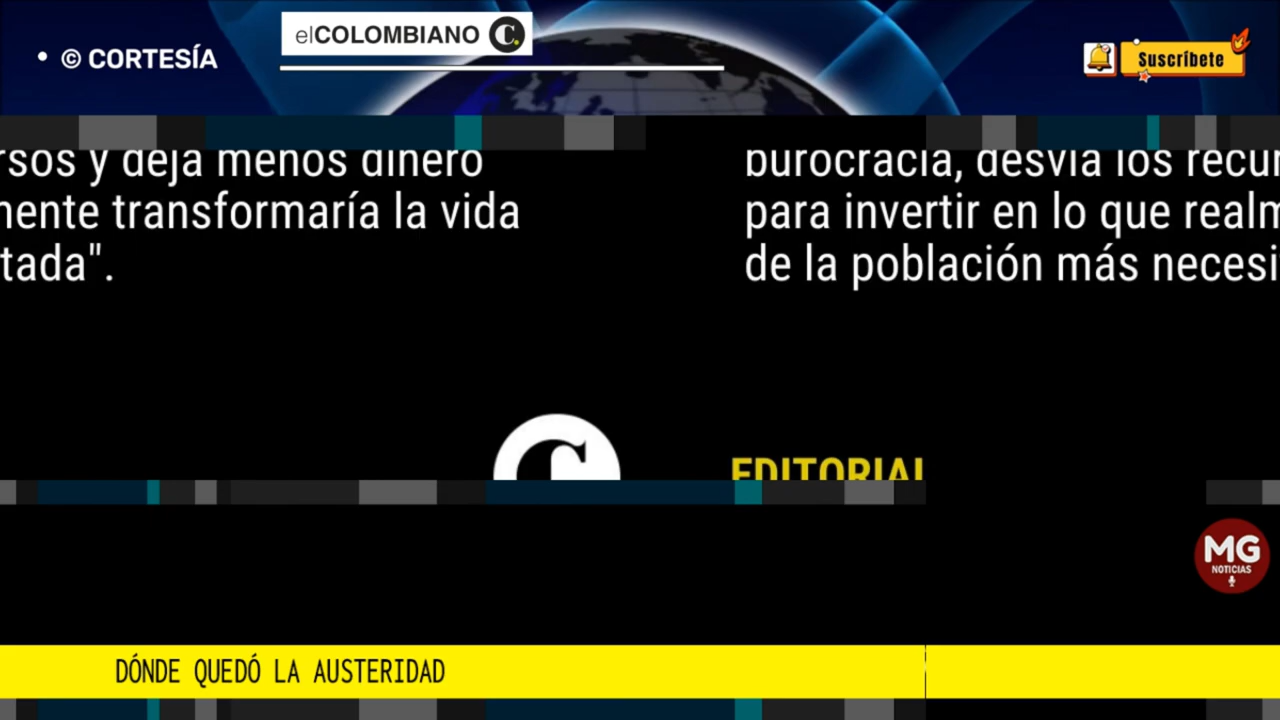 elCOLOMBIANO C.
• © CORTESÍA
Suscríbete
rsos y deja menos dinero
mente transformaría la vida
tada".
burocracia, desvía los recur
para invertir en lo que realm
de la población más necesi
C
EDITORIAL
MG
NOTICIAS
DÓNDE QUEDÓ LA AUSTERIDAD